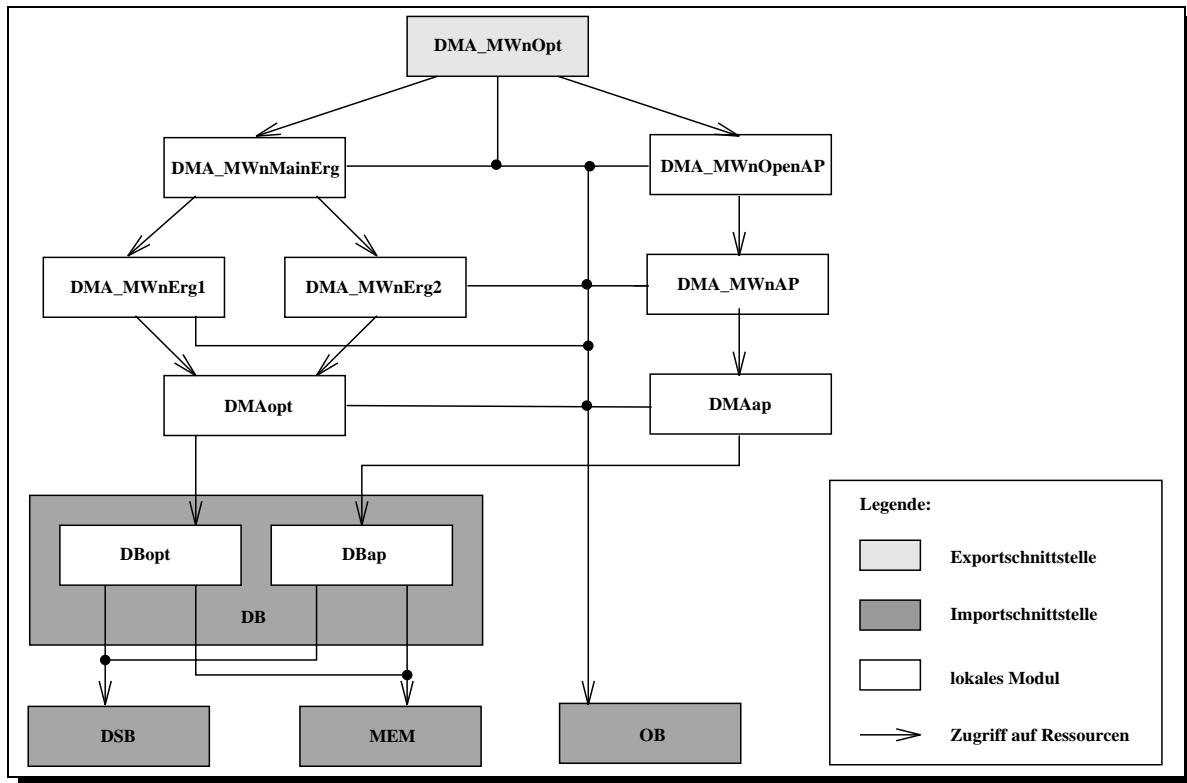 DMA_MWnOpt
DMA_MWnMainErg
DMA_MWnOpenAP
DMA_MWnErg1
DMA_MWnErg2
DMA_MWnAP
DMAopt
DMAap
DBopt
DBap
DB
DSB
MEM
OB
Legende:
Exportschnittstelle
Importschnittstelle
lokales Modul
Zugriff auf Ressourcen